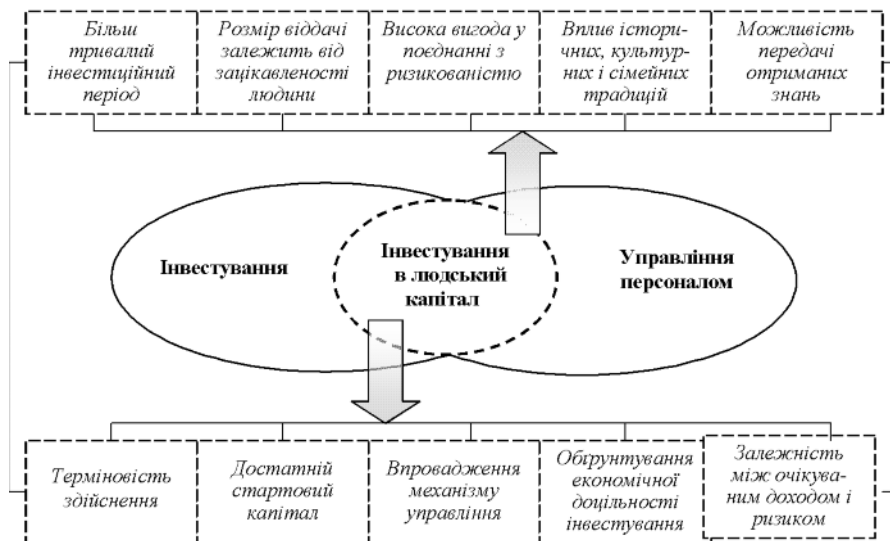 Більш
тривалий
інвестиційний
період
Розмір віддачі
залежить від
зацікавленості
людини
Висока вигода у
поєднанні з
ризикованістю
Вплив істори-
чних, культур-
них і сімейних
традицій
Можливість
передачі
отриманих
знань
Інвестування
Інвестування
в людський
капітал
Управління
персоналом
Терміновість
здійснення
Достатній
стартовий
капітал
Впровадження
механізму
управління
Обґрунтування
економічної
доцільності
інвестування
Залежність
між очікува-
ним доходом і
ризиком